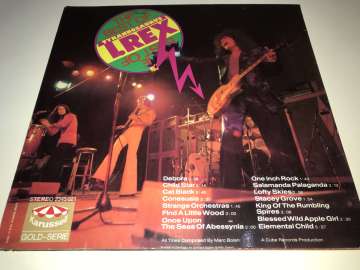 TYRANNOSAURUS
T.REX
Debora
Child Star
Cat Black
Conesuela
Strange Orchestras
Find A Little Wood
Once Upon
The Seas Of Abessynia
One Inch Rock
Salamanda Palaganda
Lofty Skies
Stacey Grove
King Of The Rumbling
Spires
Blessed Wild Apple Girl
Elemental Child
STEREO
Karussell
GOLD-SERIE
All Titles Composed By Marc Bolan
A Cube Records Production